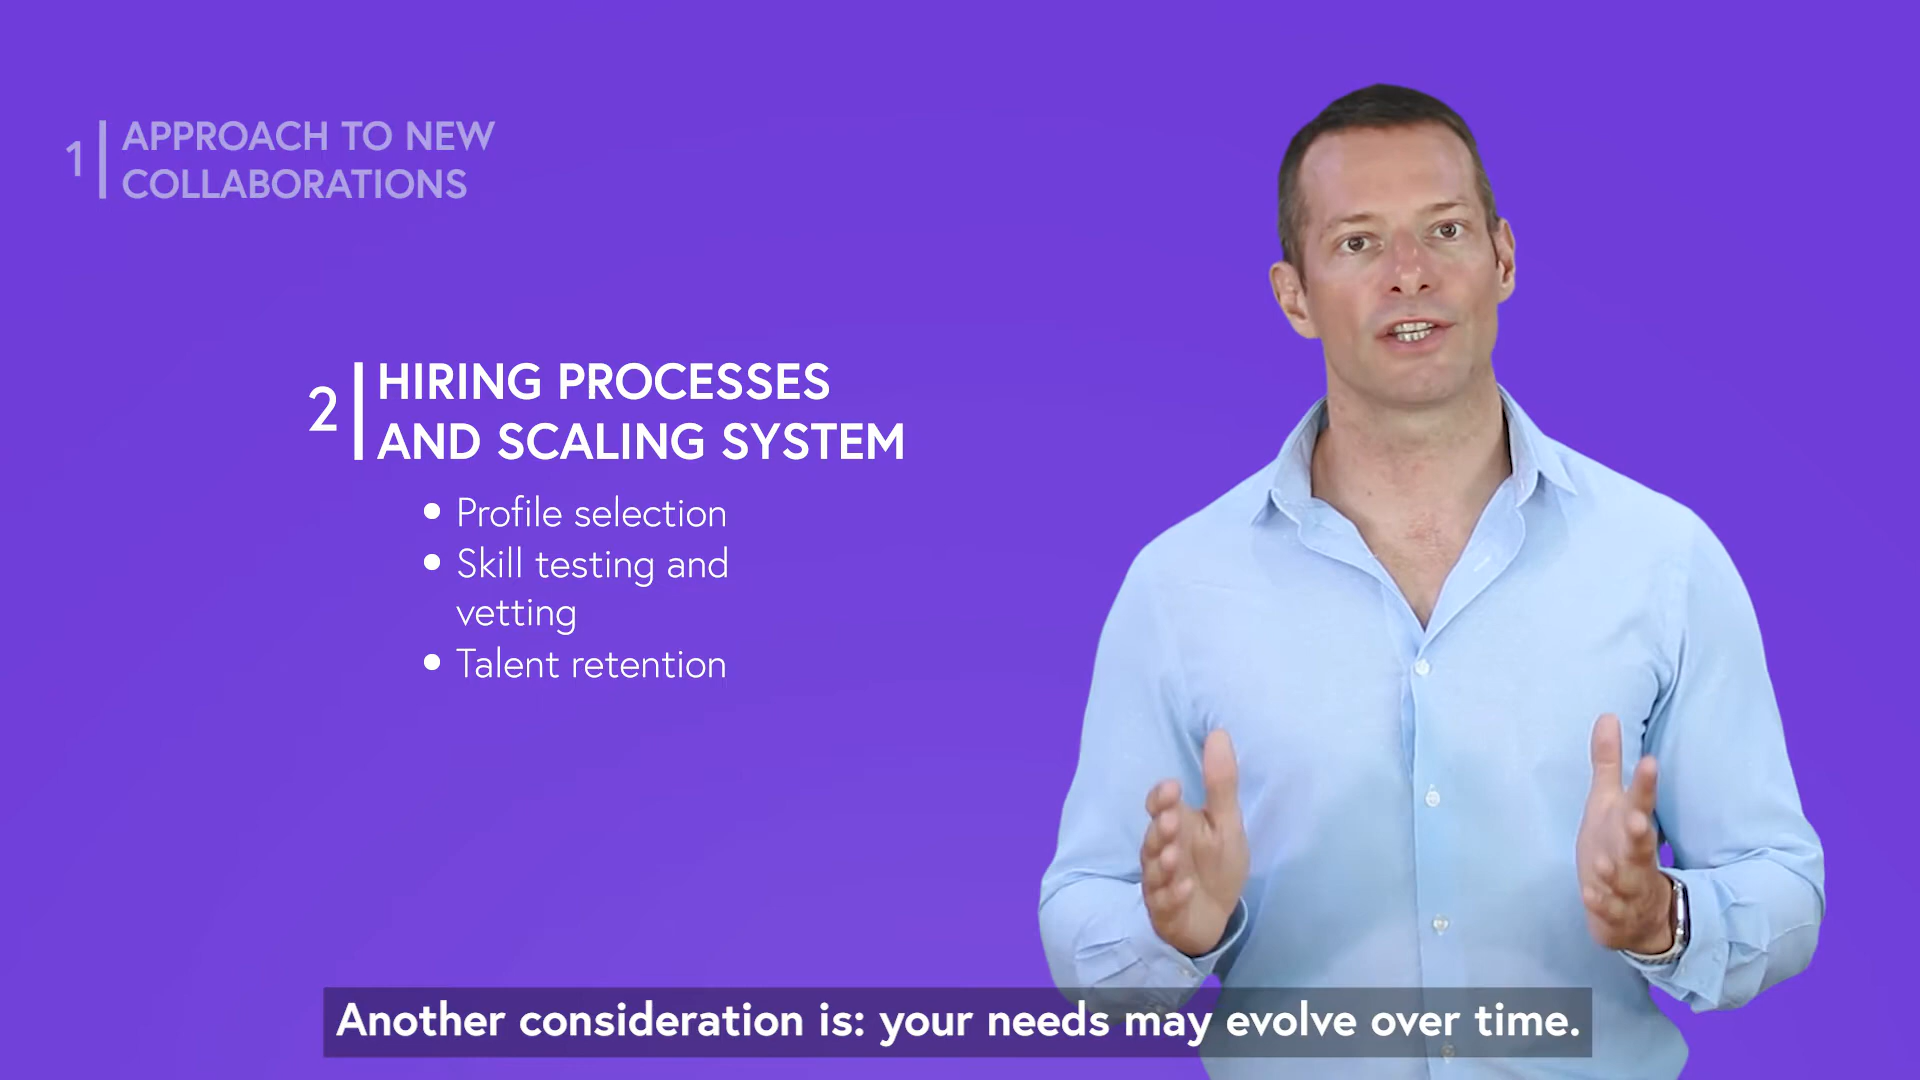 1
APPROACH TO NEW
COLLABORATIONS
2
HIRING PROCESSES
AND SCALING SYSTEM
• Profile selection
• Skill testing and
vetting
• Talent retention
Another consideration is: your needs may evolve over time.